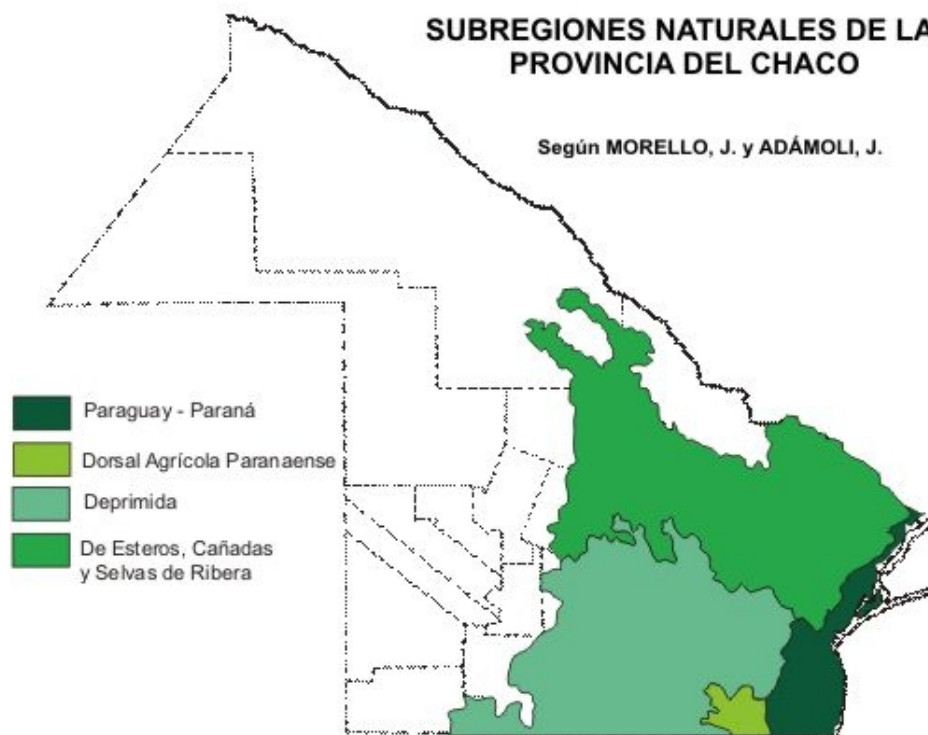 SUBREGIONES NATURALES DE LA
PROVINCIA DEL CHACO
Según MORELLO, J. y ADÁMOLI, J.
Paraguay - Paraná
Dorsal Agrícola Paranaense
Deprimida
De Esteros, Cañadas
y Selvas de Ribera